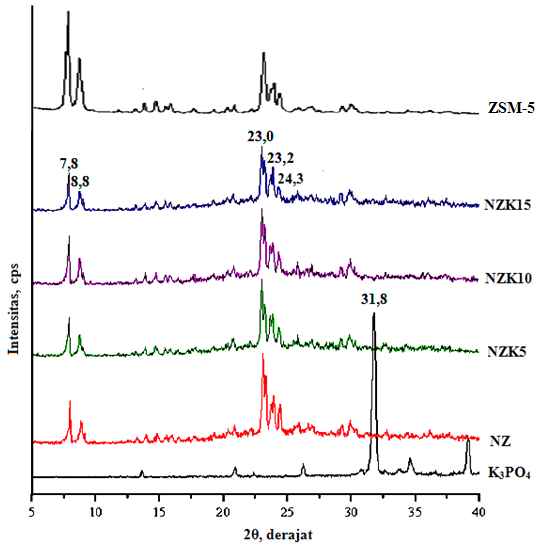 ZSM-5
23,0
7,8
23,2
8,8
24,3
NZK15
NZK10
31,8
NZK5
NZ
K₃PO₄
Intensitas, cps
5 10 15 20 25 30 35 40
2θ, derajat